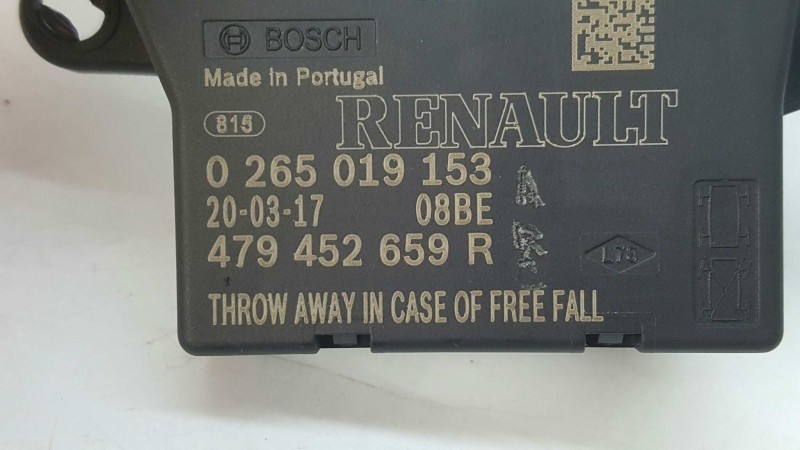 BOSCH
Made in Portugal
815
RENAULT
0 265 019 153
A
20-03-17 08BE
479 452 659 R
THROW AWAY IN CASE OF FREE FALL